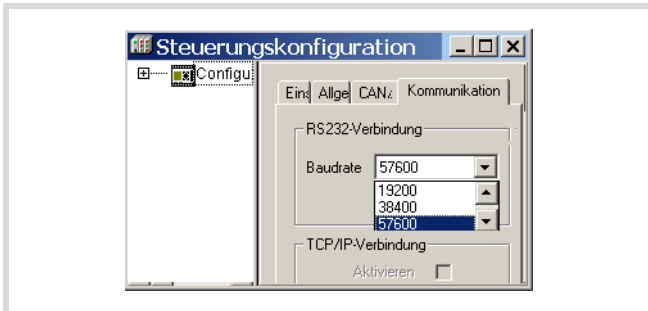 Steuerungskonfiguration
Configu
Eins Allge CAN Kommunikation
RS232-Verbindung
Baudrate 57600
19200
38400
57600
TCP/IP-Verbindung
Aktivieren